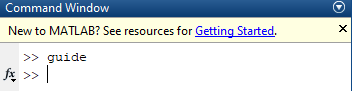 Command Window
New to MATLAB? See resources for Getting Started.
>> guide
fx >>